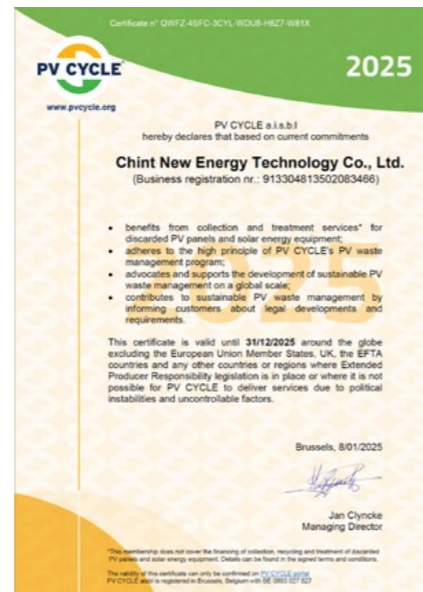 Certificate n° QWFZ-4SFC-3CYL-WDU8-H6Z7-W81X
PV CYCLE
2025
www.pvcycle.org
PV CYCLE a.i.s.b.l
hereby declares that based on current commitments
Chint New Energy Technology Co., Ltd.
(Business registration nr.: 913304813502083466)
• benefits from collection and treatment services* for
discarded PV panels and solar energy equipment;
• adheres to the high principle of PV CYCLE's PV waste
management program;
• advocates and supports the development of sustainable PV
waste management on a global scale;
• contributes to sustainable PV waste management by
informing customers about legal developments and
requirements.
2025
This certificate is valid until 31/12/2025 around the globe
excluding the European Union Member States, UK, the EFTA
countries and any other countries or regions where Extended
Producer Responsibility legislation is in place or where it is not
possible for PV CYCLE to deliver services due to political
instabilities and uncontrollable factors.
Brussels, 8/01/2025
Jan Clyncke
Managing Director
*This membership does not cover the financing of collection, recycling and treatment of discarded
PV panels and solar energy equipment. Details can be found in the signed terms and conditions.
The validity of this certificate can only be confirmed on PV CYCLE portal
PV CYCLE aisbl is registered in Brussels, Belgium with BE 0893 027 627